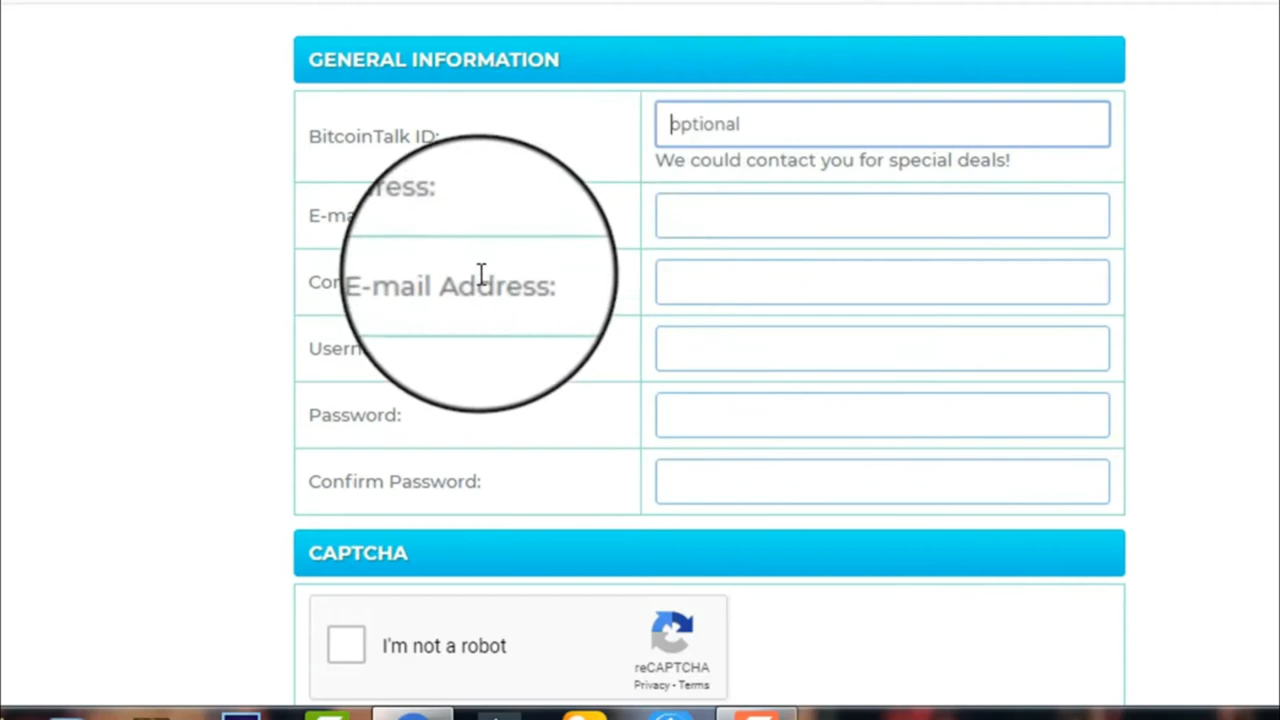 GENERAL INFORMATION
BitcoinTalk ID:
optional
We could contact you for special deals!
ress:
E-ma
E-mail Address:
Con
Usern
Password:
Confirm Password:
CAPTCHA
I'm not a robot
reCAPTCHA
Privacy - Terms